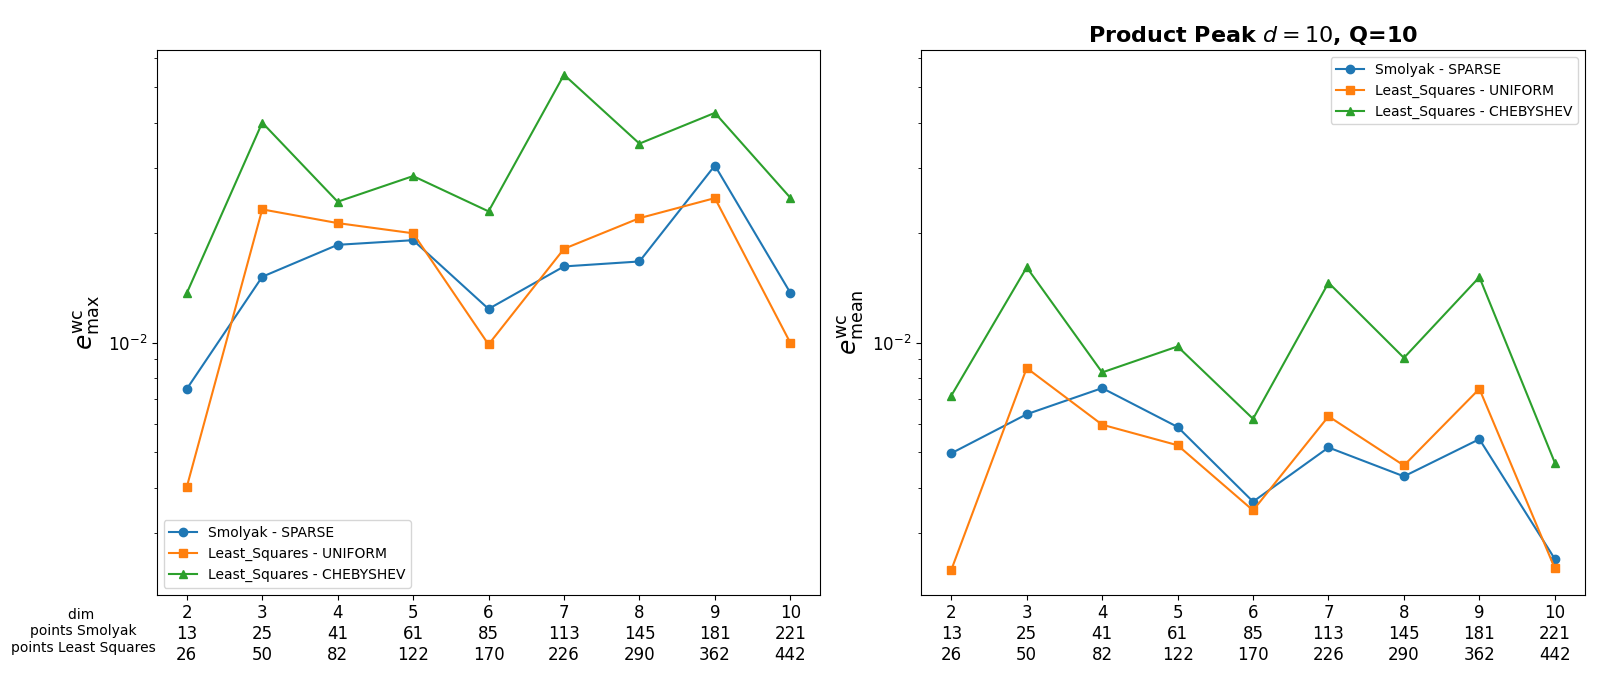 Product Peak d = 10, Q=10
e^wc_max
10^−2
Smolyak - SPARSE
Least_Squares - UNIFORM
Least_Squares - CHEBYSHEV
dim
points Smolyak
points Least Squares
2 3 4 5 6 7 8 9 10
13 25 41 61 85 113 145 181 221
26 50 82 122 170 226 290 362 442
e^wc_mean
10^−2
Smolyak - SPARSE
Least_Squares - UNIFORM
Least_Squares - CHEBYSHEV
2 3 4 5 6 7 8 9 10
13 25 41 61 85 113 145 181 221
26 50 82 122 170 226 290 362 442